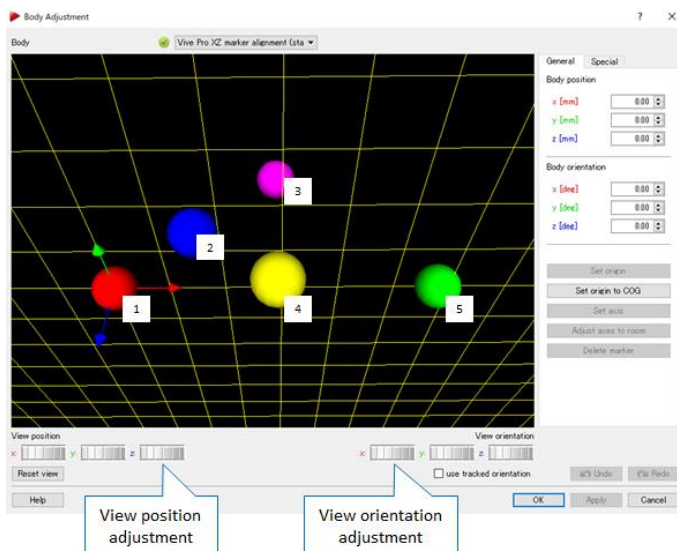 Body Adjustment
? ×
Body
Vive Pro XZ marker alignment (sta
General Special
Body position
x [mm] 0.00
y [mm] 0.00
z [mm] 0.00
Body orientation
x [deg] 0.00
y [deg] 0.00
z [deg] 0.00
Set origin
Set origin to COG
Set axis
Adjust axes to room
Delete marker
3
2
1
4
5
View position
x y z
View orientation
x y z
Reset view
use tracked orientation
Undo
Redo
Help
OK
Apply
Cancel
View position
adjustment
View orientation
adjustment